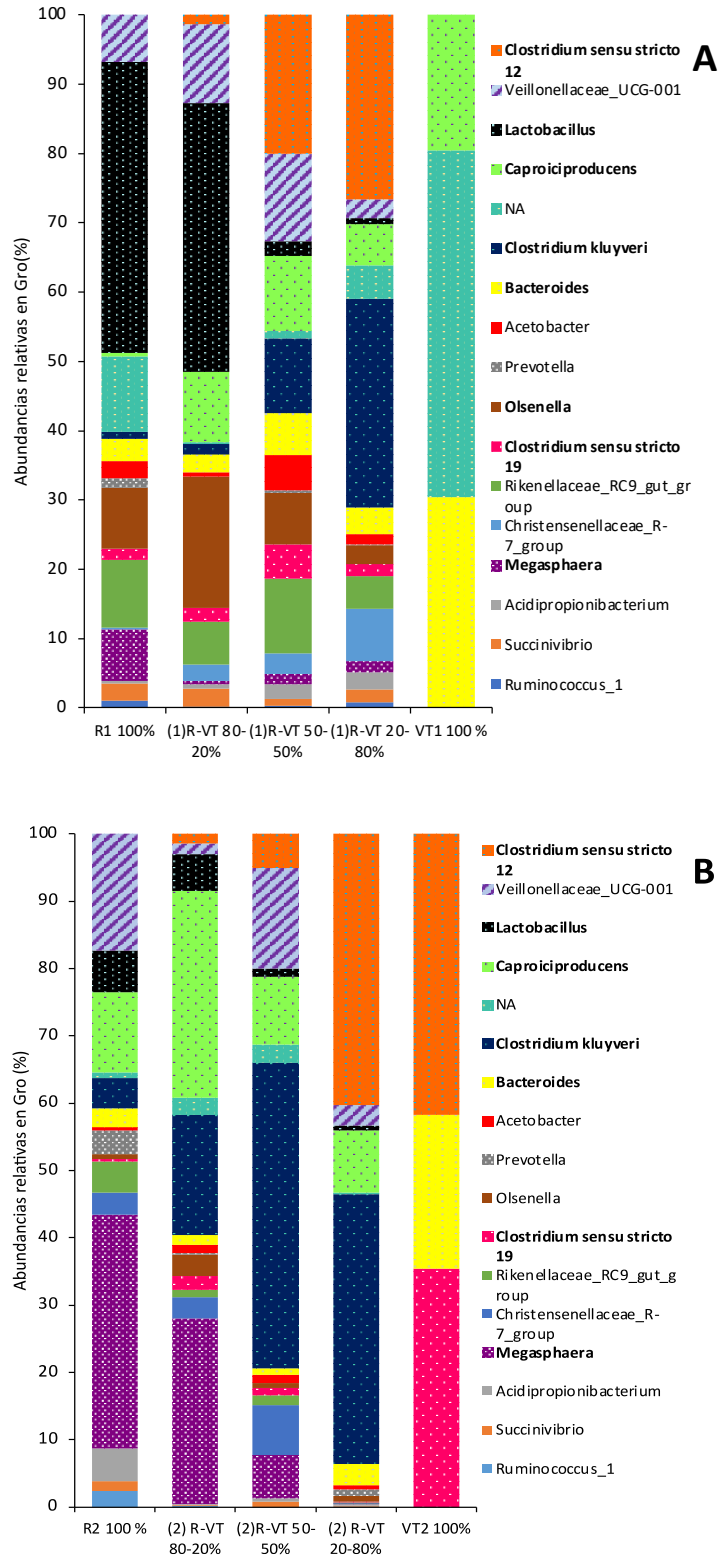 A
Abundancias relativas en Gro(%)
100
90
80
70
60
50
40
30
20
10
0
R1 100%
(1)R-VT 80-
20%
(1)R-VT 50-
50%
(1)R-VT 20-
80%
VT1 100 %
Clostridium sensu stricto
12
Veillonellaceae_UCG-001
Lactobacillus
Caproiciproducens
NA
Clostridium kluyveri
Bacteroides
Acetobacter
Prevotella
Olsenella
Clostridium sensu stricto
19
Rikenellaceae_RC9_gut_gr
oup
Christensenellaceae_R-
7_group
Megasphaera
Acidipropionibacterium
Succinivibrio
Ruminococcus_1
B
Abundancias relativas en Gro (%)
100
90
80
70
60
50
40
30
20
10
0
R2 100 %
(2) R-VT
80-20%
(2)R-VT 50-
50%
(2) R-VT
20-80%
VT2 100%
Clostridium sensu stricto
12
Veillonellaceae_UCG-001
Lactobacillus
Caproiciproducens
NA
Clostridium kluyveri
Bacteroides
Acetobacter
Prevotella
Olsenella
Clostridium sensu stricto
19
Rikenellaceae_RC9_gut_g
roup
Christensenellaceae_R-
7_group
Megasphaera
Acidipropionibacterium
Succinivibrio
Ruminococcus_1